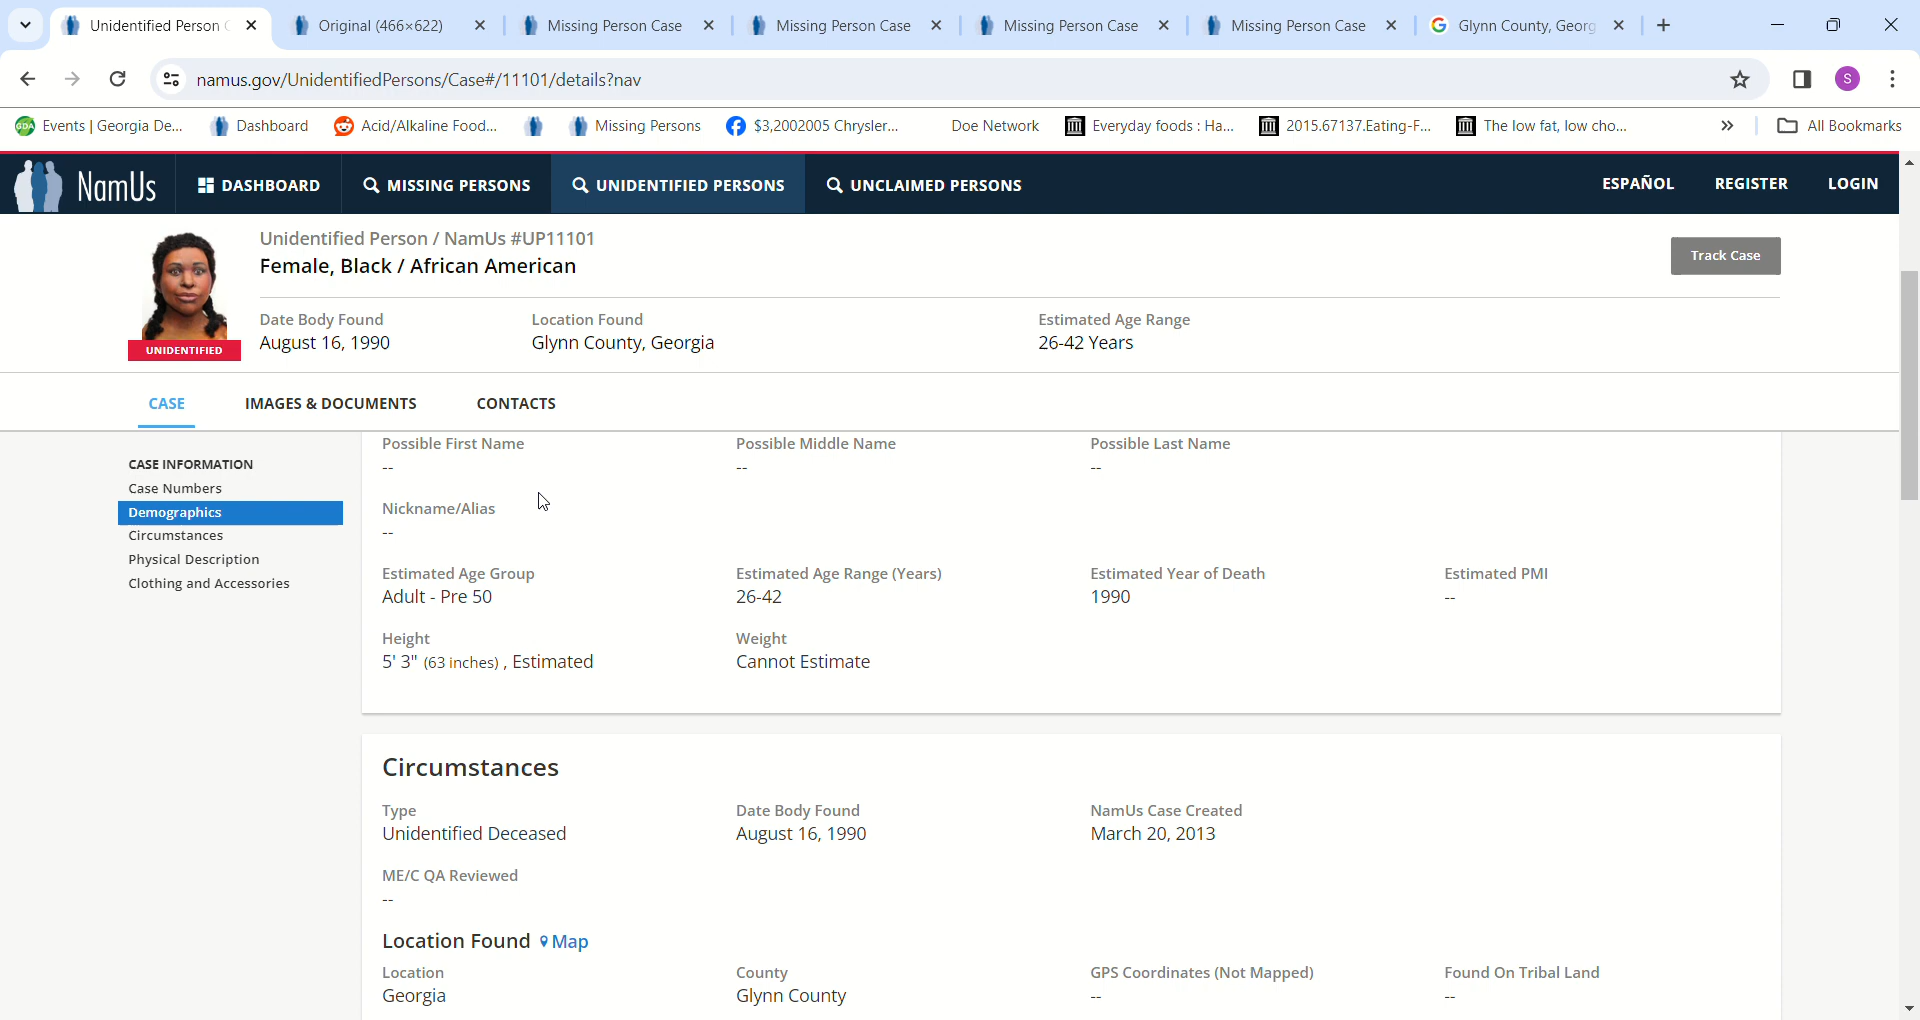 Unidentified Person C
Original (466×622)
Missing Person Case
Missing Person Case
Missing Person Case
Missing Person Case
Glynn County, Georg
namus.gov/UnidentifiedPersons/Case#/11101/details?nav
S
Events | Georgia De...
Dashboard
Acid/Alkaline Food...
Missing Persons
$3,2002005 Chrysler...
Doe Network
Everyday foods : Ha...
2015.67137.Eating-F...
The low fat, low cho...
All Bookmarks
NamUs
DASHBOARD
MISSING PERSONS
UNIDENTIFIED PERSONS
UNCLAIMED PERSONS
ESPAÑOL
REGISTER
LOGIN
Unidentified Person / NamUs #UP11101
Female, Black / African American
Track Case
UNIDENTIFIED
Date Body Found
August 16, 1990
Location Found
Glynn County, Georgia
Estimated Age Range
26-42 Years
CASE
IMAGES & DOCUMENTS
CONTACTS
CASE INFORMATION
Case Numbers
Demographics
Circumstances
Physical Description
Clothing and Accessories
Possible First Name
--
Possible Middle Name
--
Possible Last Name
--
Nickname/Alias
--
Estimated Age Group
Adult - Pre 50
Estimated Age Range (Years)
26-42
Estimated Year of Death
1990
Estimated PMI
--
Height
5' 3" (63 inches) , Estimated
Weight
Cannot Estimate
Circumstances
Type
Unidentified Deceased
Date Body Found
August 16, 1990
NamUs Case Created
March 20, 2013
ME/C QA Reviewed
--
Location Found Map
Location
Georgia
County
Glynn County
GPS Coordinates (Not Mapped)
--
Found On Tribal Land
--